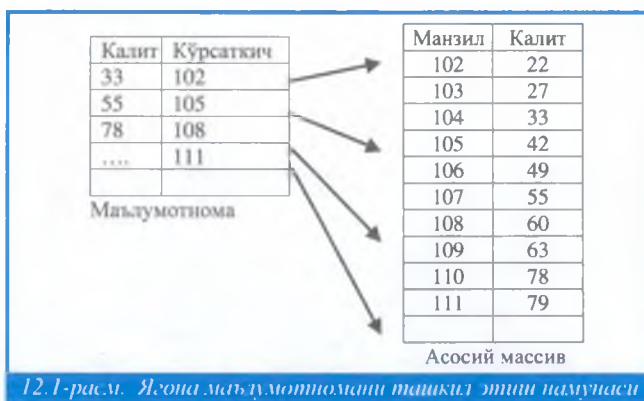 Калит Кўрсаткич
33 102
55 105
78 108
.... 111
Маълумотнома
Манзил Калит
102 22
103 27
104 33
105 42
106 49
107 55
108 60
109 63
110 78
111 79
Асосий массив
12.1-расм. Ягона маълумотномани ташкил этиш намунаси